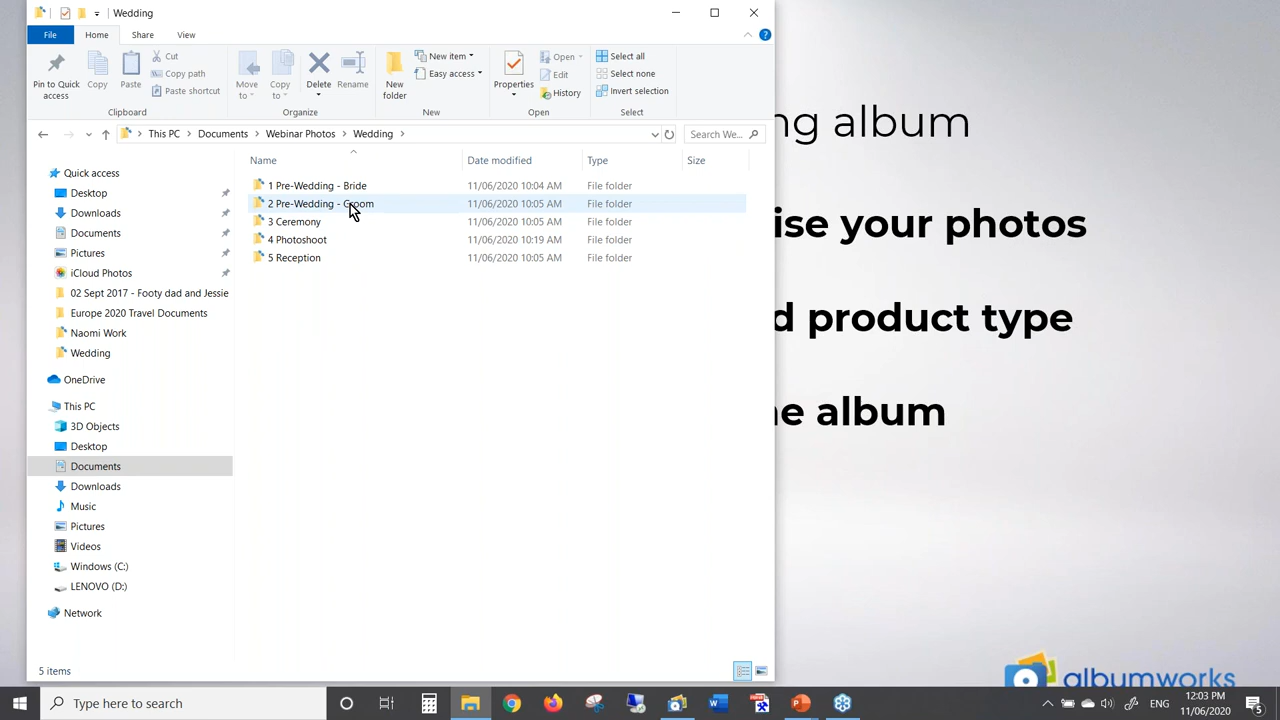 Wedding
File
Home
Share
View
Pin to Quick access
Copy
Paste
Cut
Copy path
Paste shortcut
Clipboard
Move to
Copy to
Delete
Rename
Organize
New folder
New item
Easy access
New
Properties
Open
Edit
History
Open
Select all
Select none
Invert selection
Select
This PC
Documents
Webinar Photos
Wedding
Search We...
Name
Date modified
Type
Size
1 Pre-Wedding - Bride 11/06/2020 10:04 AM File folder
2 Pre-Wedding - Groom 11/06/2020 10:05 AM File folder
3 Ceremony 11/06/2020 10:05 AM File folder
4 Photoshoot 11/06/2020 10:19 AM File folder
5 Reception 11/06/2020 10:05 AM File folder
Quick access
Desktop
Downloads
Documents
Pictures
iCloud Photos
02 Sept 2017 - Footy dad and Jessie
Europe 2020 Travel Documents
Naomi Work
Wedding
OneDrive
This PC
3D Objects
Desktop
Documents
Downloads
Music
Pictures
Videos
Windows (C:)
LENOVO (D:)
Network
5 items
ng album
ise your photos
d product type
e album
albumworks
Type here to search
ENG
12:03 PM
11/06/2020
5